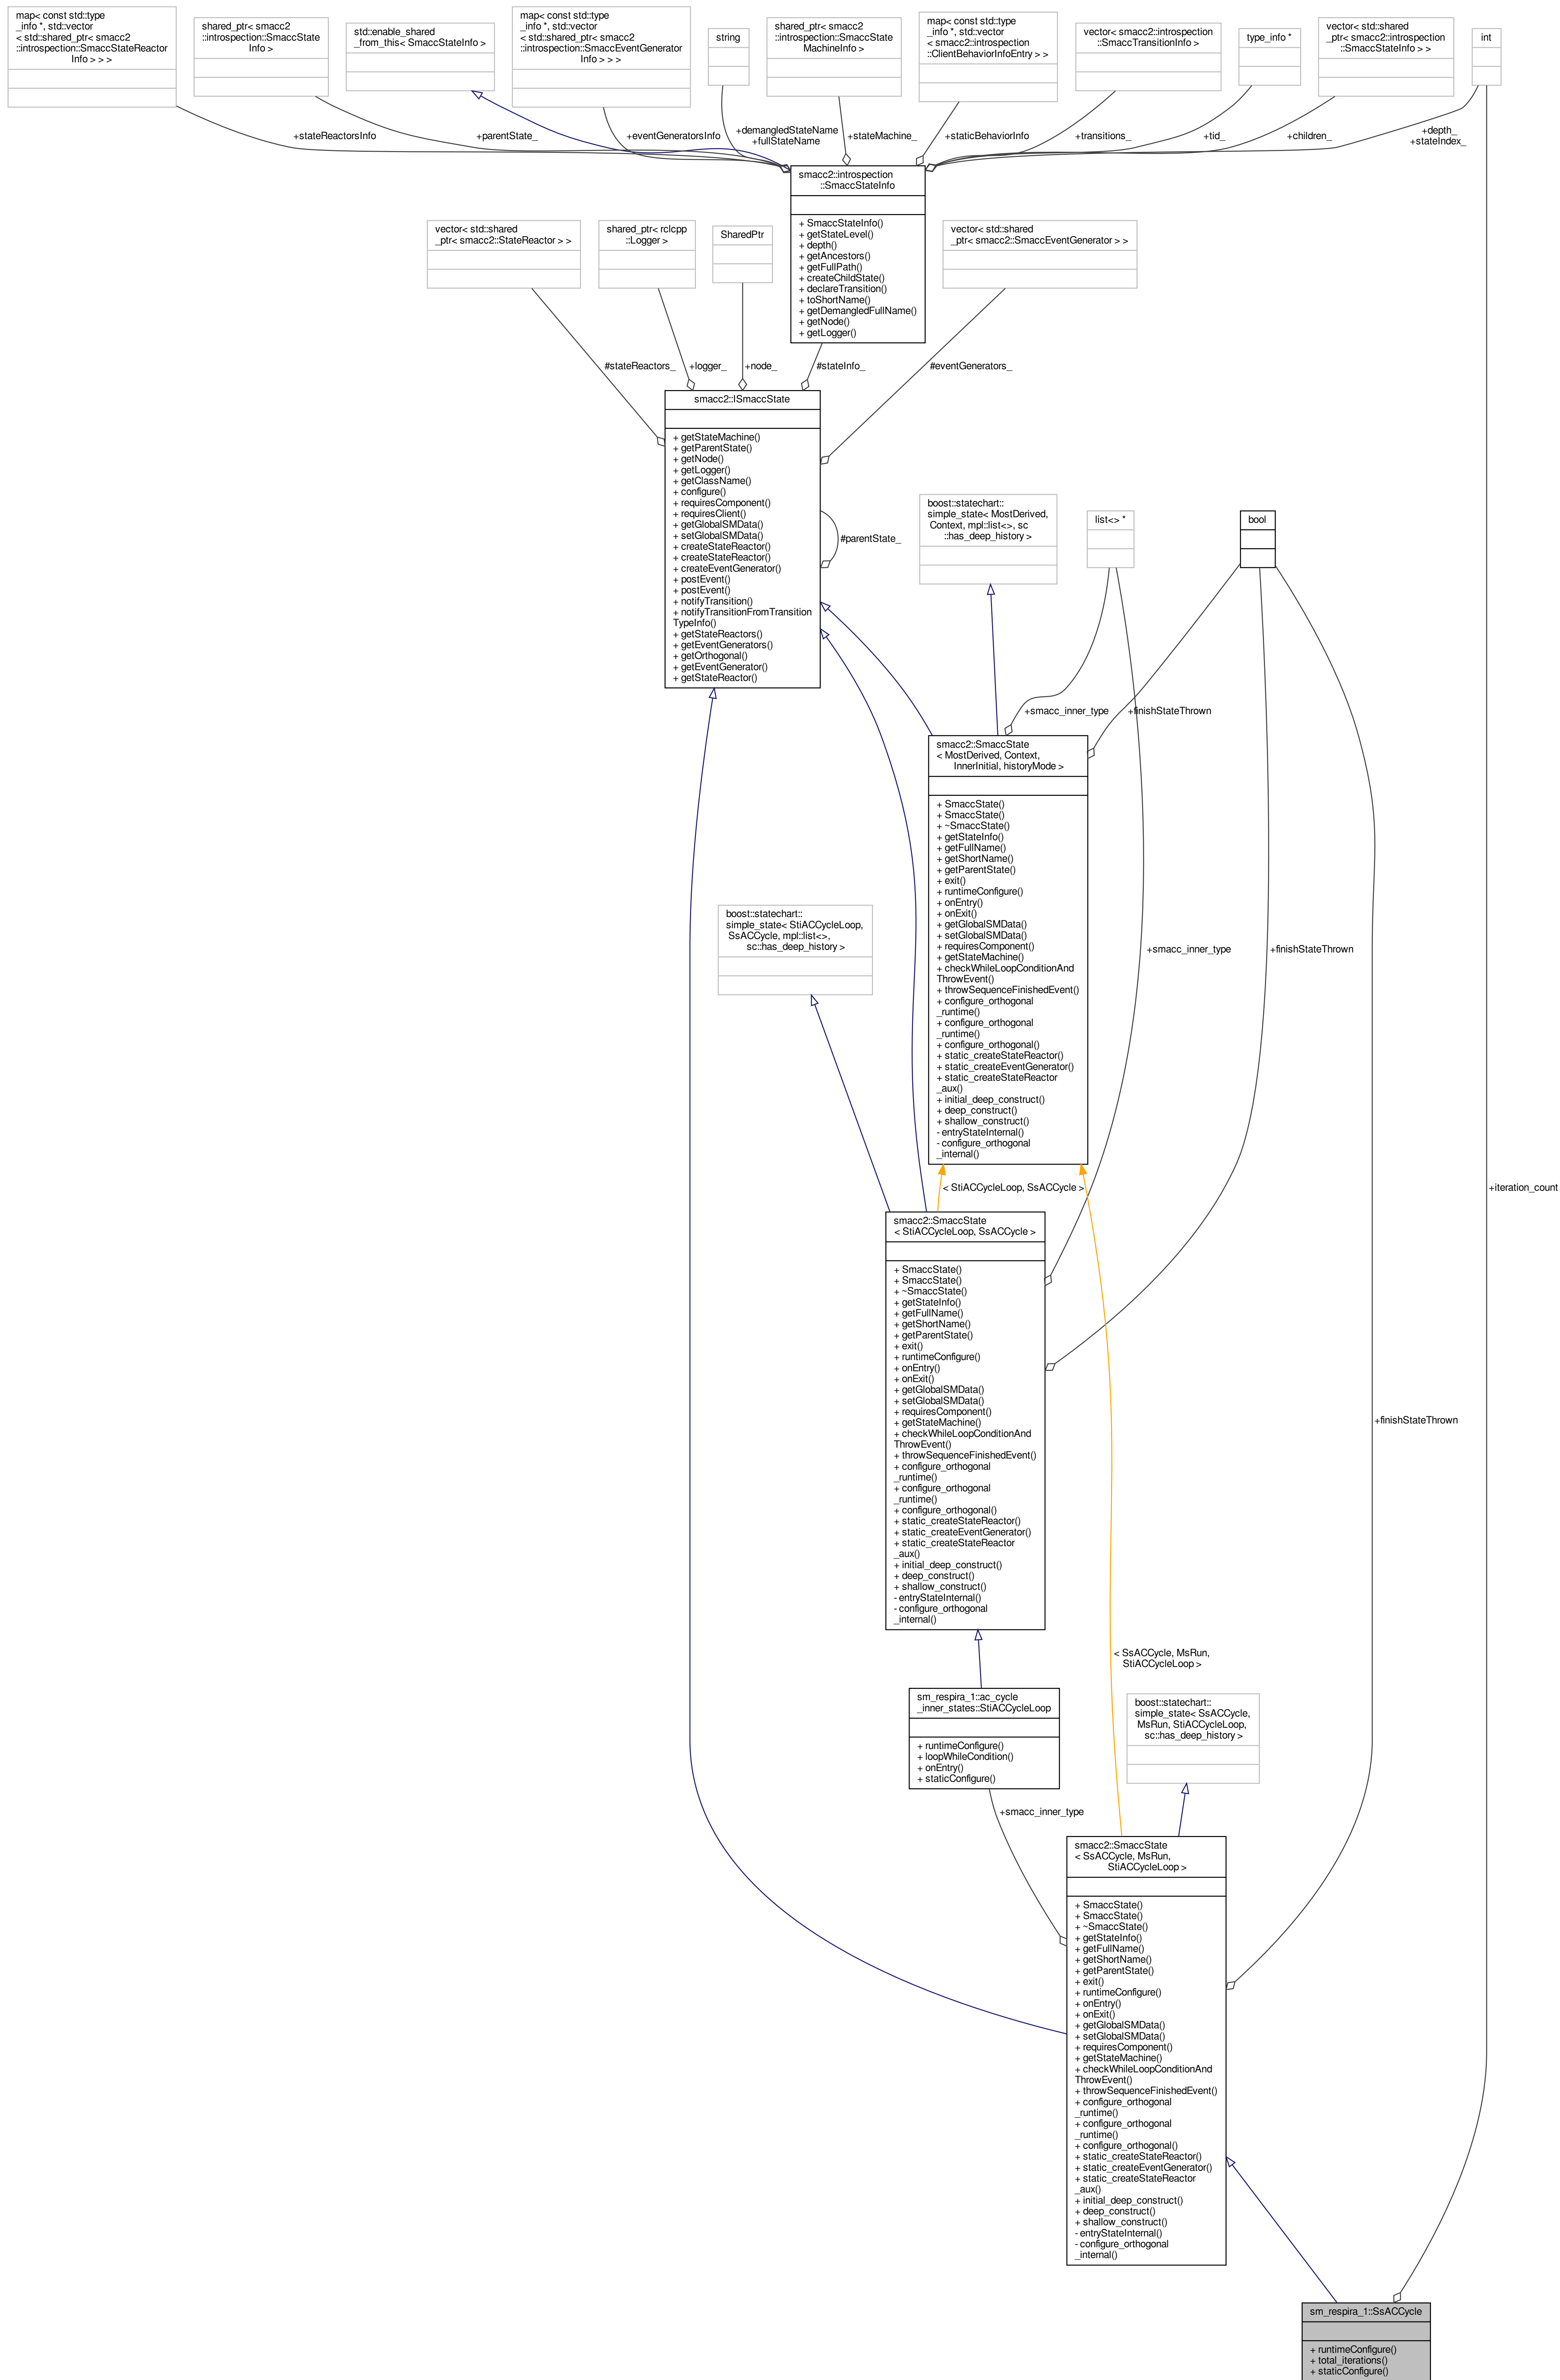 map< const std::type
_info *, std::vector
< std::shared_ptr< smacc2
::introspection::SmaccStateReactor
Info > > >
shared_ptr< smacc2
::introspection::SmaccState
Info >
std::enable_shared
_from_this< SmaccStateInfo >
map< const std::type
_info *, std::vector
< std::shared_ptr< smacc2
::introspection::SmaccEventGenerator
Info > > >
string
shared_ptr< smacc2
::introspection::SmaccState
MachineInfo >
map< const std::type
_info *, std::vector
< smacc2::introspection
::ClientBehaviorInfoEntry > >
vector< smacc2::introspection
::SmaccTransitionInfo >
type_info *
vector< std::shared
_ptr< smacc2::introspection
::SmaccStateInfo > >
int
+stateReactorsInfo
+parentState_
+eventGeneratorsInfo
+demangledStateName
+fullStateName
+stateMachine_
+staticBehaviorInfo
+transitions_
+tid_
+children_
+depth_
+stateIndex_
smacc2::introspection
::SmaccStateInfo
+ SmaccStateInfo()
+ getStateLevel()
+ depth()
+ getAncestors()
+ getFullPath()
+ createChildState()
+ declareTransition()
+ toShortName()
+ getDemangledFullName()
+ getNode()
+ getLogger()
vector< std::shared
_ptr< smacc2::StateReactor > >
shared_ptr< rclcpp
::Logger >
SharedPtr
vector< std::shared
_ptr< smacc2::SmaccEventGenerator > >
#stateReactors_
+logger_
+node_
#stateInfo_
#eventGenerators_
smacc2::ISmaccState
+ getStateMachine()
+ getParentState()
+ getNode()
+ getLogger()
+ getClassName()
+ configure()
+ requiresComponent()
+ requiresClient()
+ getGlobalSMData()
+ setGlobalSMData()
+ createStateReactor()
+ createStateReactor()
+ createEventGenerator()
+ postEvent()
+ postEvent()
+ notifyTransition()
+ notifyTransitionFromTransition
TypeInfo()
+ getStateReactors()
+ getEventGenerators()
+ getOrthogonal()
+ getEventGenerator()
+ getStateReactor()
#parentState_
boost::statechart::
simple_state< MostDerived,
Context, mpl::list<>, sc
::has_deep_history >
list<> *
bool
+smacc_inner_type
+finishStateThrown
smacc2::SmaccState
< MostDerived, Context,
InnerInitial, historyMode >
+ SmaccState()
+ SmaccState()
+ ~SmaccState()
+ getStateInfo()
+ getFullName()
+ getShortName()
+ getParentState()
+ exit()
+ runtimeConfigure()
+ onEntry()
+ onExit()
+ getGlobalSMData()
+ setGlobalSMData()
+ requiresComponent()
+ getStateMachine()
+ checkWhileLoopConditionAnd
ThrowEvent()
+ throwSequenceFinishedEvent()
+ configure_orthogonal
_runtime()
+ configure_orthogonal
_runtime()
+ configure_orthogonal()
+ static_createStateReactor()
+ static_createEventGenerator()
+ static_createStateReactor
_aux()
+ initial_deep_construct()
+ deep_construct()
+ shallow_construct()
- entryStateInternal()
- configure_orthogonal
_internal()
boost::statechart::
simple_state< StiACCycleLoop,
SsACCycle, mpl::list<>,
sc::has_deep_history >
+smacc_inner_type
+finishStateThrown
< StiACCycleLoop, SsACCycle >
+iteration_count
smacc2::SmaccState
< StiACCycleLoop, SsACCycle >
+ SmaccState()
+ SmaccState()
+ ~SmaccState()
+ getStateInfo()
+ getFullName()
+ getShortName()
+ getParentState()
+ exit()
+ runtimeConfigure()
+ onEntry()
+ onExit()
+ getGlobalSMData()
+ setGlobalSMData()
+ requiresComponent()
+ getStateMachine()
+ checkWhileLoopConditionAnd
ThrowEvent()
+ throwSequenceFinishedEvent()
+ configure_orthogonal
_runtime()
+ configure_orthogonal
_runtime()
+ configure_orthogonal()
+ static_createStateReactor()
+ static_createEventGenerator()
+ static_createStateReactor
_aux()
+ initial_deep_construct()
+ deep_construct()
+ shallow_construct()
- entryStateInternal()
- configure_orthogonal
_internal()
+finishStateThrown
< SsACCycle, MsRun,
StiACCycleLoop >
sm_respira_1::ac_cycle
_inner_states::StiACCycleLoop
+ runtimeConfigure()
+ loopWhileCondition()
+ onEntry()
+ staticConfigure()
boost::statechart::
simple_state< SsACCycle,
MsRun, StiACCycleLoop,
sc::has_deep_history >
+smacc_inner_type
smacc2::SmaccState
< SsACCycle, MsRun,
StiACCycleLoop >
+ SmaccState()
+ SmaccState()
+ ~SmaccState()
+ getStateInfo()
+ getFullName()
+ getShortName()
+ getParentState()
+ exit()
+ runtimeConfigure()
+ onEntry()
+ onExit()
+ getGlobalSMData()
+ setGlobalSMData()
+ requiresComponent()
+ getStateMachine()
+ checkWhileLoopConditionAnd
ThrowEvent()
+ throwSequenceFinishedEvent()
+ configure_orthogonal
_runtime()
+ configure_orthogonal
_runtime()
+ configure_orthogonal()
+ static_createStateReactor()
+ static_createEventGenerator()
+ static_createStateReactor
_aux()
+ initial_deep_construct()
+ deep_construct()
+ shallow_construct()
- entryStateInternal()
- configure_orthogonal
_internal()
sm_respira_1::SsACCycle
+ runtimeConfigure()
+ total_iterations()
+ staticConfigure()